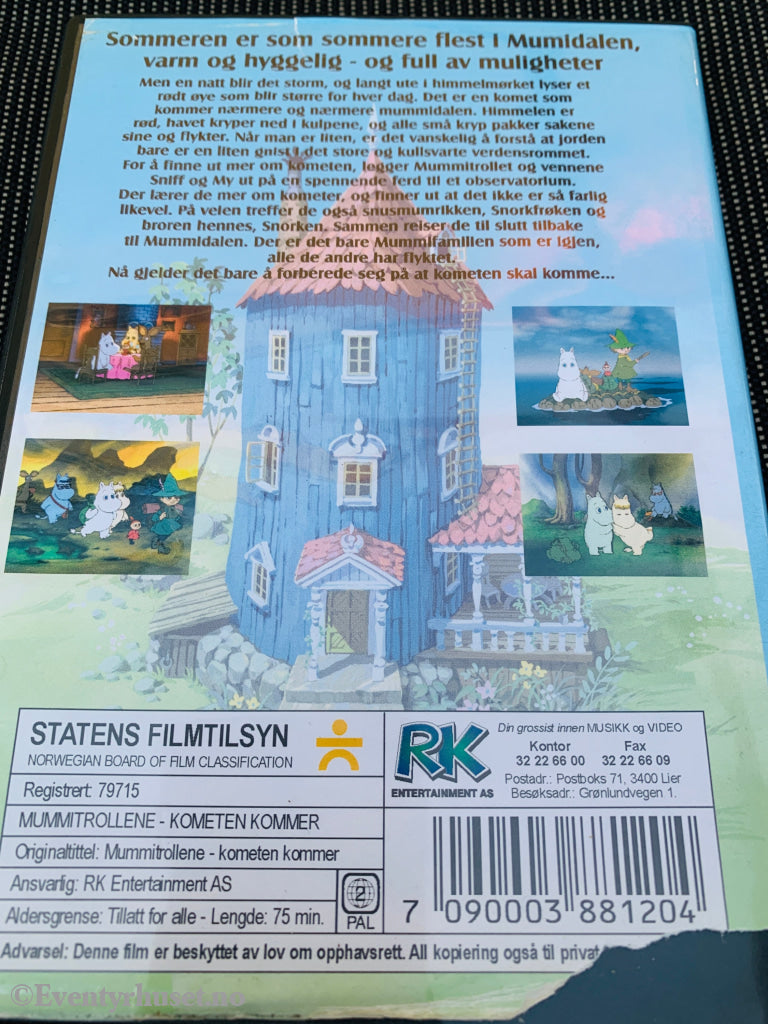 Sommeren er som sommere flest i Mumidalen,
varm og hyggelig - og full av muligheter
Men en natt blir det storm, og langt ute i himmelmørket lyser et
rødt øye som blir større for hver dag. Det er en komet som
kommer nærmere og nærmere mummidalen. Himmelen er
rød, havet kryper ned i kulpene, og alle små kryp pakker sakene
sine og flykter. Når man er liten, er det vanskelig å forstå at jorden
bare er en liten gnist i det store og kullsvarte verdensrommet.
For å finne ut mer om kometen, legger Mummitrollet og vennene
Sniff og My ut på en spennende ferd til et observatorium.
Der lærer de mer om kometer, og finner ut at det ikke er så farlig
likevel. På veien treffer de også snusmumrikken, Snorkfrøken og
broren hennes, Snorken. Sammen reiser de til slutt tilbake
til Mummidalen. Der er det bare Mummifamilien som er igjen,
alle de andre har flyktet.
Nå gjelder det bare å forberede seg på at kometen skal komme...
STATENS FILMTILSYN
NORWEGIAN BOARD OF FILM CLASSIFICATION
Registrert: 79715
MUMMITROLLENE - KOMETEN KOMMER
Originaltittel: Mummitrollene - kometen kommer
Ansvarlig: RK Entertainment AS
Aldersgrense: Tillatt for alle - Lengde: 75 min.
2
PAL
RK
ENTERTAINMENT AS
Din grossist innen MUSIKK og VIDEO
Kontor Fax
32 22 66 00 32 22 66 09
Postadr.: Postboks 71, 3400 Lier
Besøksadr.: Grønlundvegen 1.
7 090003 881204
Advarsel: Denne film er beskyttet av lov om opphavsrett. All kopiering også til privat
©Eventyrhuset.no